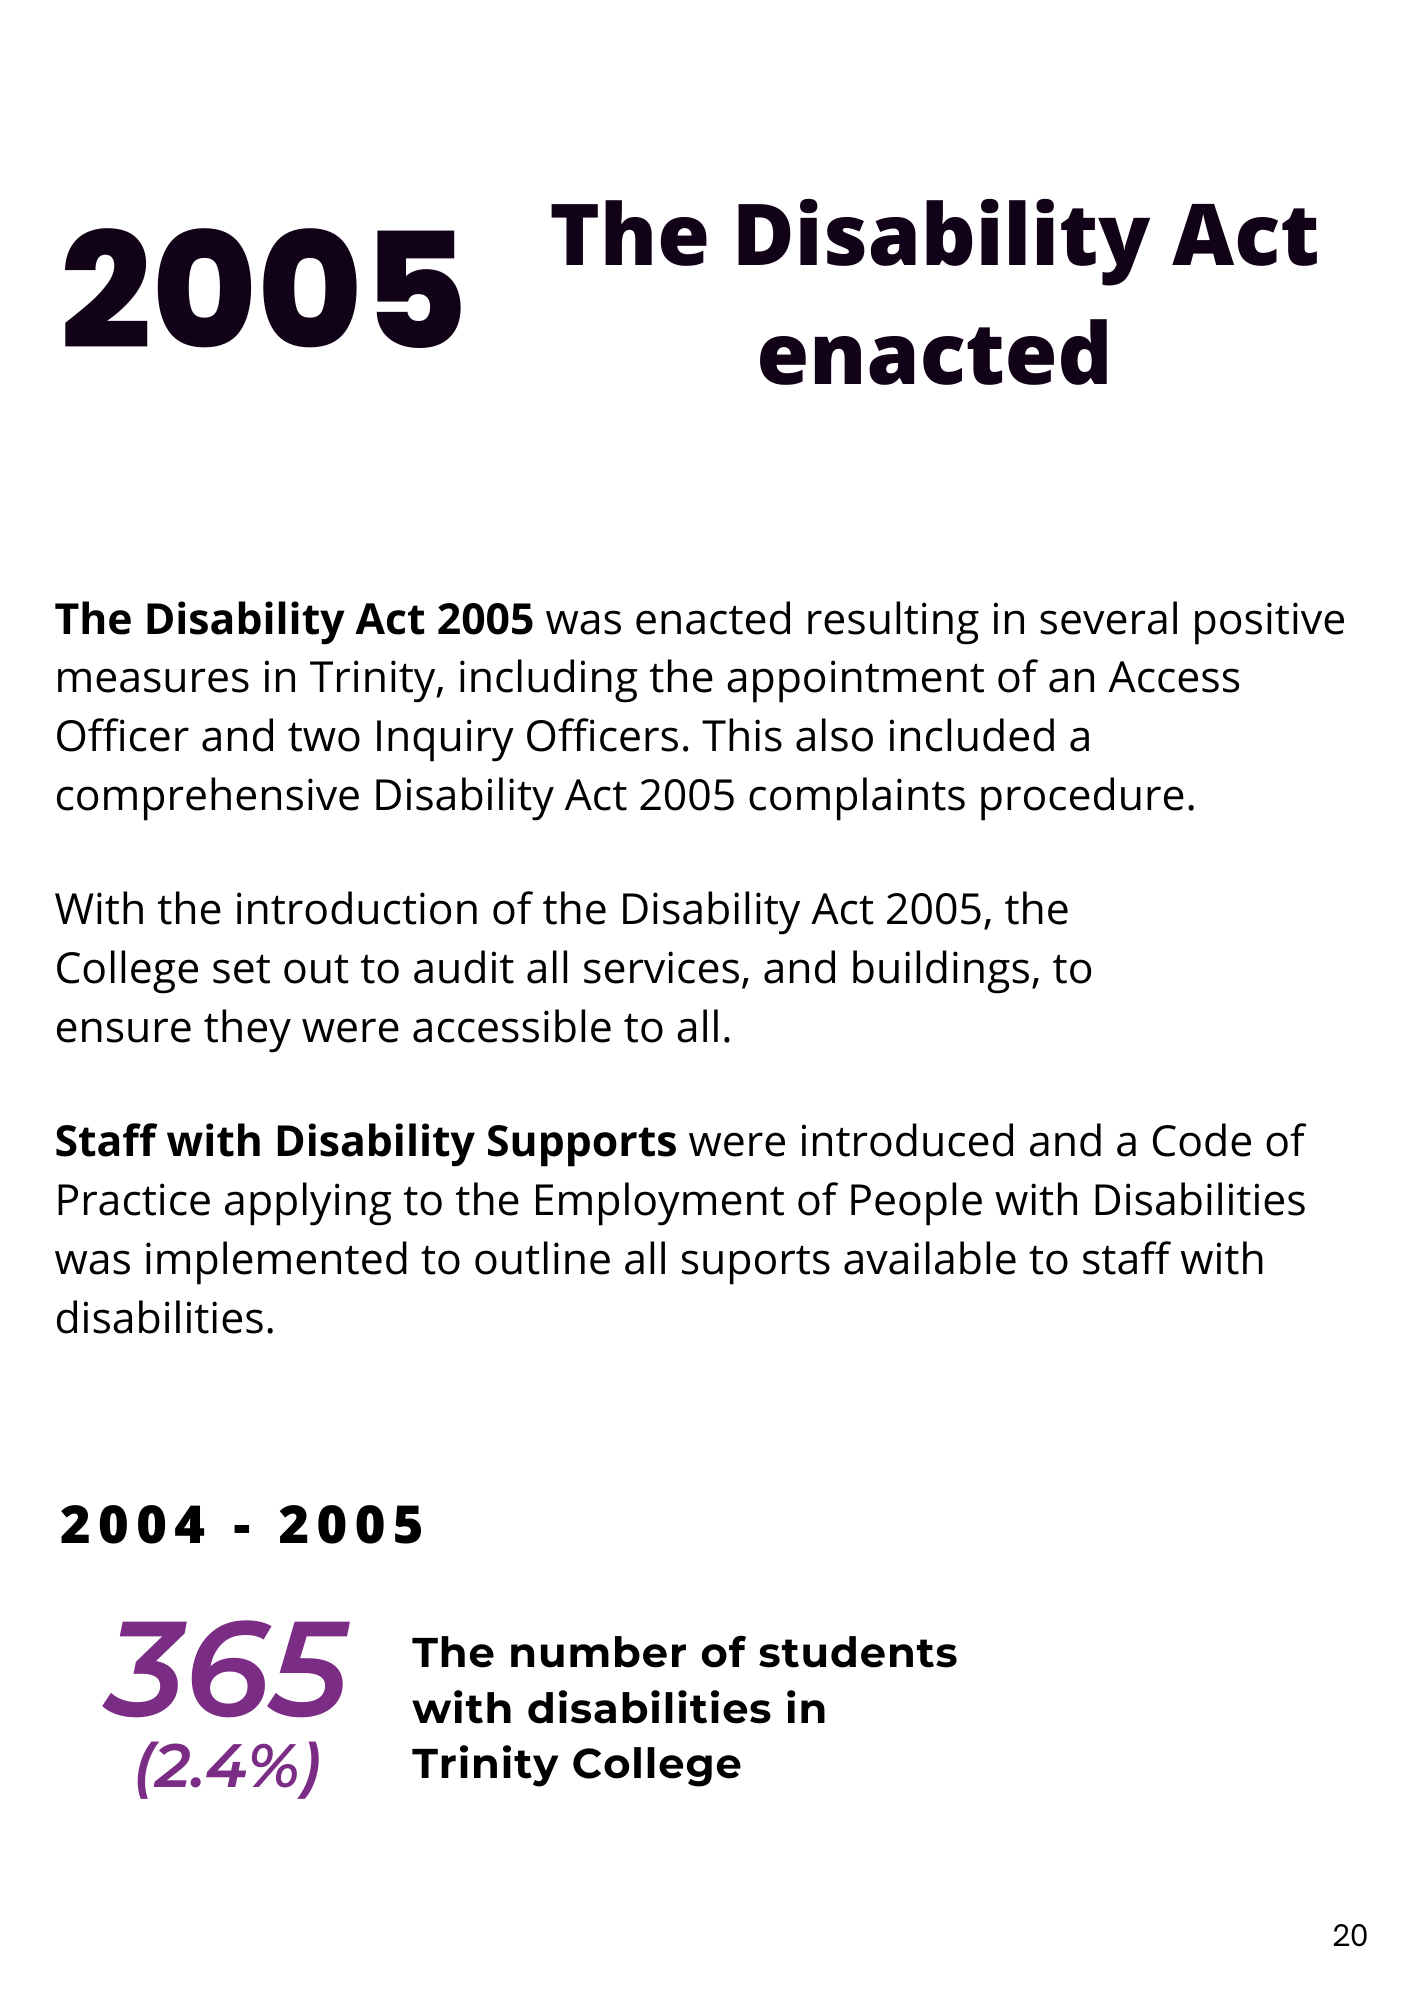 2005
The Disability Act
enacted
The Disability Act 2005 was enacted resulting in several positive
measures in Trinity, including the appointment of an Access
Officer and two Inquiry Officers. This also included a
comprehensive Disability Act 2005 complaints procedure.
With the introduction of the Disability Act 2005, the
College set out to audit all services, and buildings, to
ensure they were accessible to all.
Staff with Disability Supports were introduced and a Code of
Practice applying to the Employment of People with Disabilities
was implemented to outline all suports available to staff with
disabilities.
2004 - 2005
365
(2.4%)
The number of students
with disabilities in
Trinity College
20